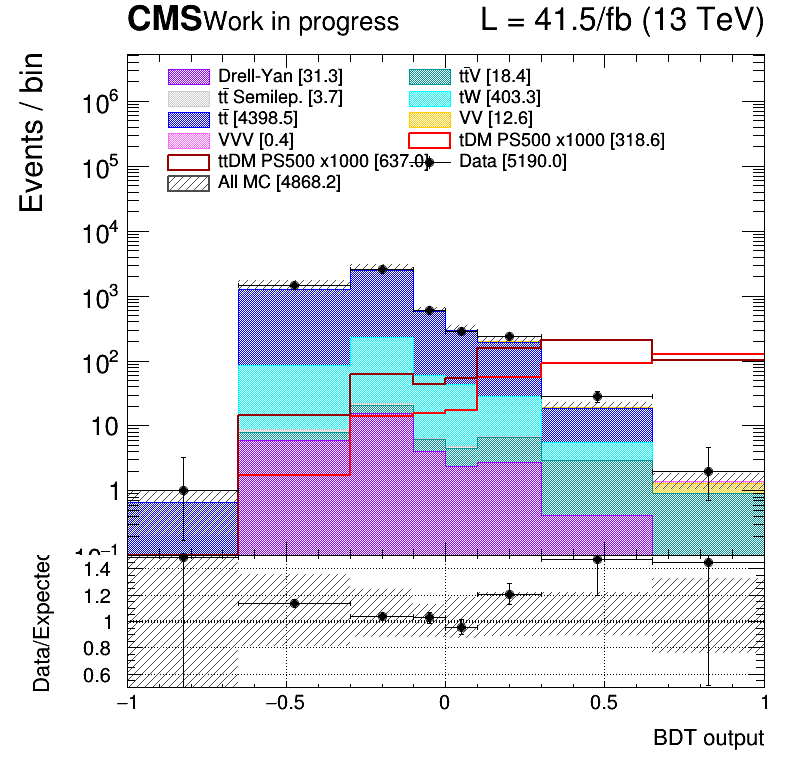 CMS Work in progress L = 41.5/fb (13 TeV)
Events / bin
Drell-Yan [31.3] tt̄V [18.4]
tt̄ Semilep. [3.7] tW [403.3]
tt̄ [4398.5] VV [12.6]
VVV [0.4] tDM PS500 x1000 [318.6]
ttDM PS500 x1000 [637.0] Data [5190.0]
All MC [4868.2]
10⁶
10⁵
10⁴
10³
10²
10
1
10⁻¹
Data/Expected
1.4
1.2
1
0.8
0.6
−1 −0.5 0 0.5 1
BDT output